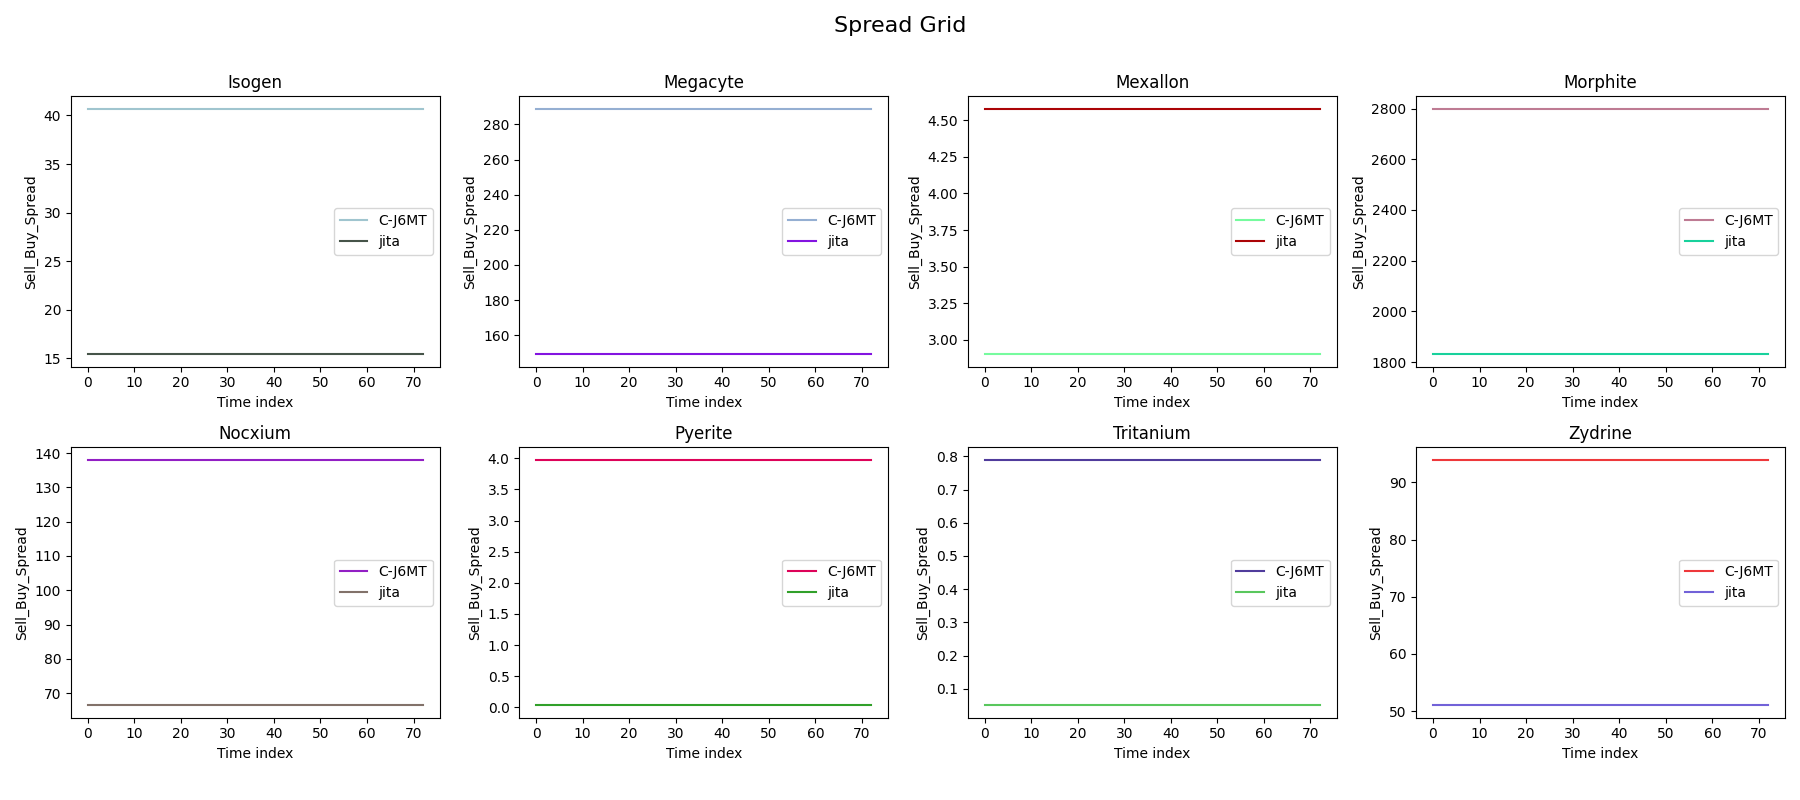 Spread Grid
Isogen
Sell_Buy_Spread
40
35
30
25
20
15
C-J6MT
jita
0 10 20 30 40 50 60 70
Time index
Megacyte
Sell_Buy_Spread
280
260
240
220
200
180
160
C-J6MT
jita
0 10 20 30 40 50 60 70
Time index
Mexallon
Sell_Buy_Spread
4.50
4.25
4.00
3.75
3.50
3.25
3.00
C-J6MT
jita
0 10 20 30 40 50 60 70
Time index
Morphite
Sell_Buy_Spread
2800
2600
2400
2200
2000
1800
C-J6MT
jita
0 10 20 30 40 50 60 70
Time index
Nocxium
Sell_Buy_Spread
140
130
120
110
100
90
80
70
C-J6MT
jita
0 10 20 30 40 50 60 70
Time index
Pyerite
Sell_Buy_Spread
4.0
3.5
3.0
2.5
2.0
1.5
1.0
0.5
0.0
C-J6MT
jita
0 10 20 30 40 50 60 70
Time index
Tritanium
Sell_Buy_Spread
0.8
0.7
0.6
0.5
0.4
0.3
0.2
0.1
C-J6MT
jita
0 10 20 30 40 50 60 70
Time index
Zydrine
Sell_Buy_Spread
90
80
70
60
50
C-J6MT
jita
0 10 20 30 40 50 60 70
Time index